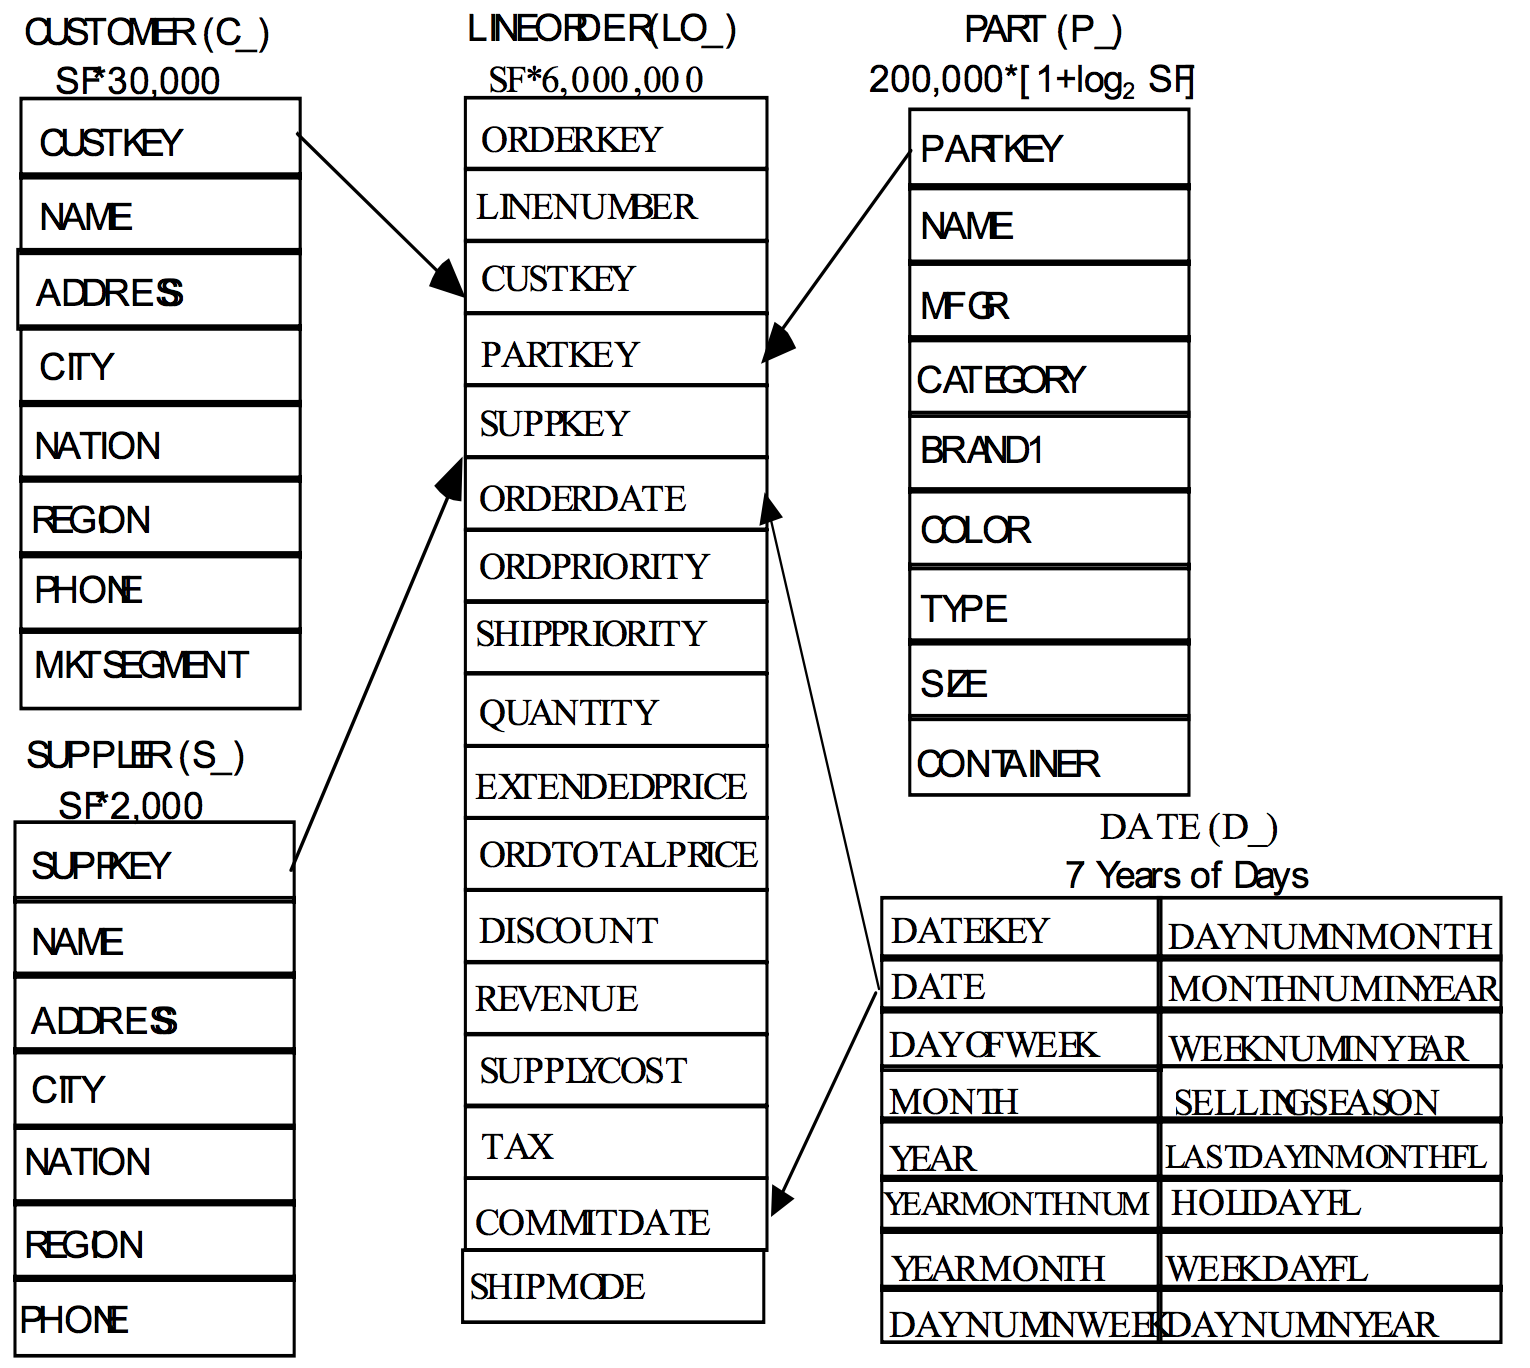 CUSTOMER (C_)
SF*30,000
CUSTKEY
NAME
ADDRESS
CITY
NATION
REGION
PHONE
MKTSEGMENT
SUPPLIER (S_)
SF*2,000
SUPPKEY
NAME
ADDRESS
CITY
NATION
REGION
PHONE
LINEORDER(LO_)
SF*6,000,000
ORDERKEY
LINENUMBER
CUSTKEY
PARTKEY
SUPPKEY
ORDERDATE
ORDPRIORITY
SHIPPRIORITY
QUANTITY
EXTENDEDPRICE
ORDTOTALPRICE
DISCOUNT
REVENUE
SUPPLYCOST
TAX
COMMITDATE
SHIPMODE
PART (P_)
200,000*[1+log₂ SF]
PARTKEY
NAME
MFGR
CATEGORY
BRAND1
COLOR
TYPE
SIZE
CONTAINER
DATE (D_)
7 Years of Days
DATEKEY
DATE
DAYOFWEEK
MONTH
YEAR
YEARMONTHNUM
YEARMONTH
DAYNUMINWEEK
DAYNUMINMONTH
MONTHNUMINYEAR
WEEKNUMINYEAR
SELLINGSEASON
LASTDAYINMONTHFL
HOLIDAYFL
WEEKDAYFL
DAYNUMINYEAR